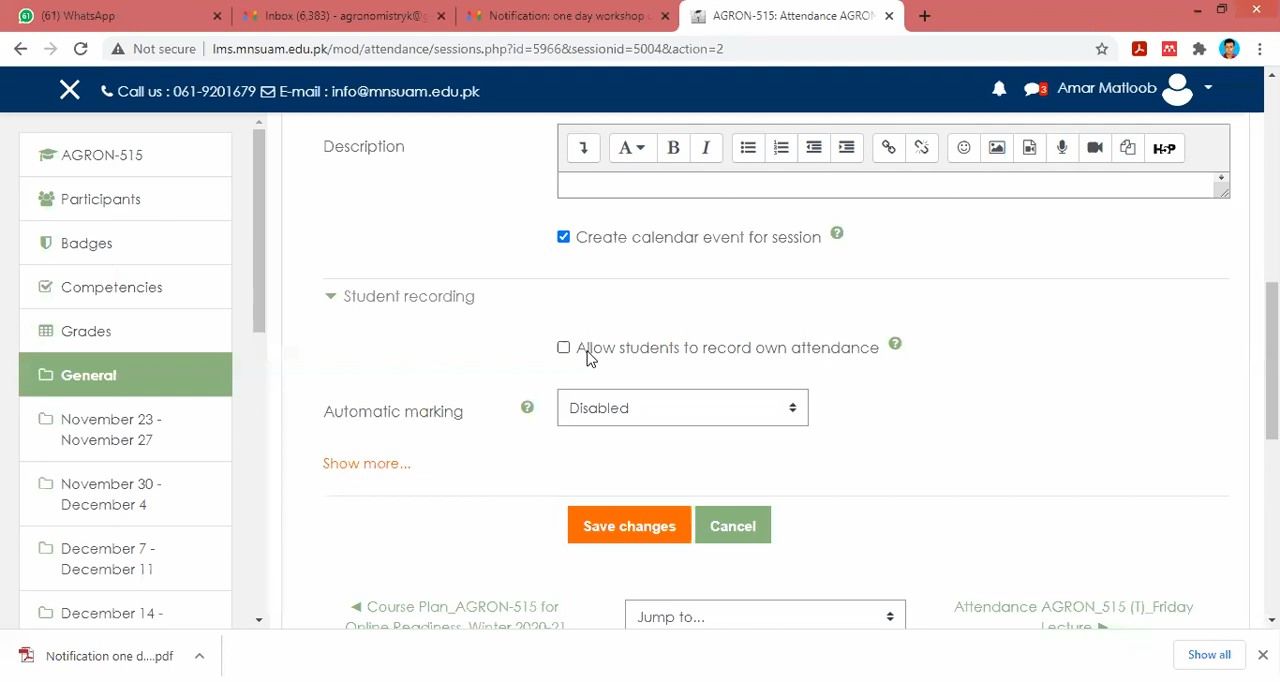 (61) WhatsApp
Inbox (6,383) - agronomistryk@g
Notification: one day workshop o
AGRON-515: Attendance AGRON
Not secure
lms.mnsuam.edu.pk/mod/attendance/sessions.php?id=5966&sessionid=5004&action=2
Call us : 061-9201679 E-mail : info@mnsuam.edu.pk
3
Amar Matloob
AGRON-515
Participants
Badges
Competencies
Grades
General
November 23 -
November 27
November 30 -
December 4
December 7 -
December 11
December 14 -
Description
A
B
I
H-P
Create calendar event for session
Student recording
Allow students to record own attendance
Automatic marking
Disabled
Show more...
Save changes
Cancel
◄ Course Plan_AGRON-515 for
Online Readiness_Winter 2020-21
Jump to...
Attendance AGRON_515 (T)_Friday
Lecture ►
Notification one d....pdf
Show all